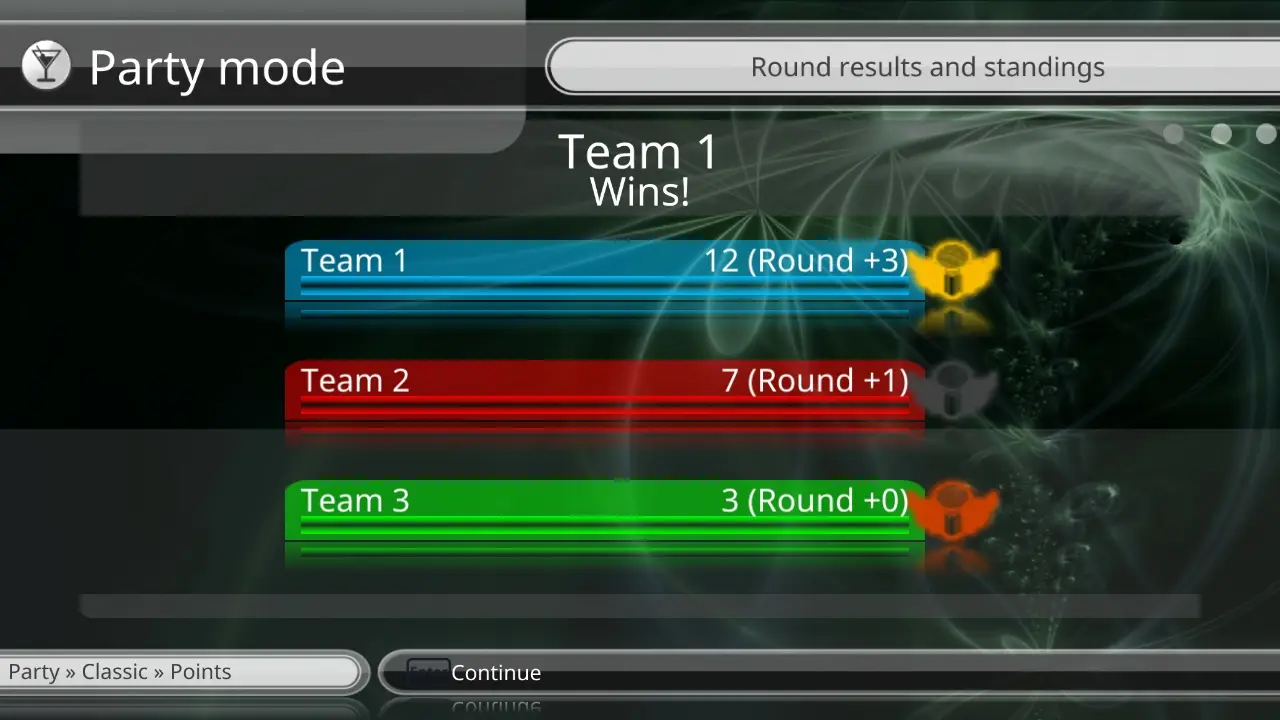 Party mode
Round results and standings
Team 1
Wins!
Team 1 12 (Round +3)
Team 2 7 (Round +1)
Team 3 3 (Round +0)
Party » Classic » Points
Enter Continue